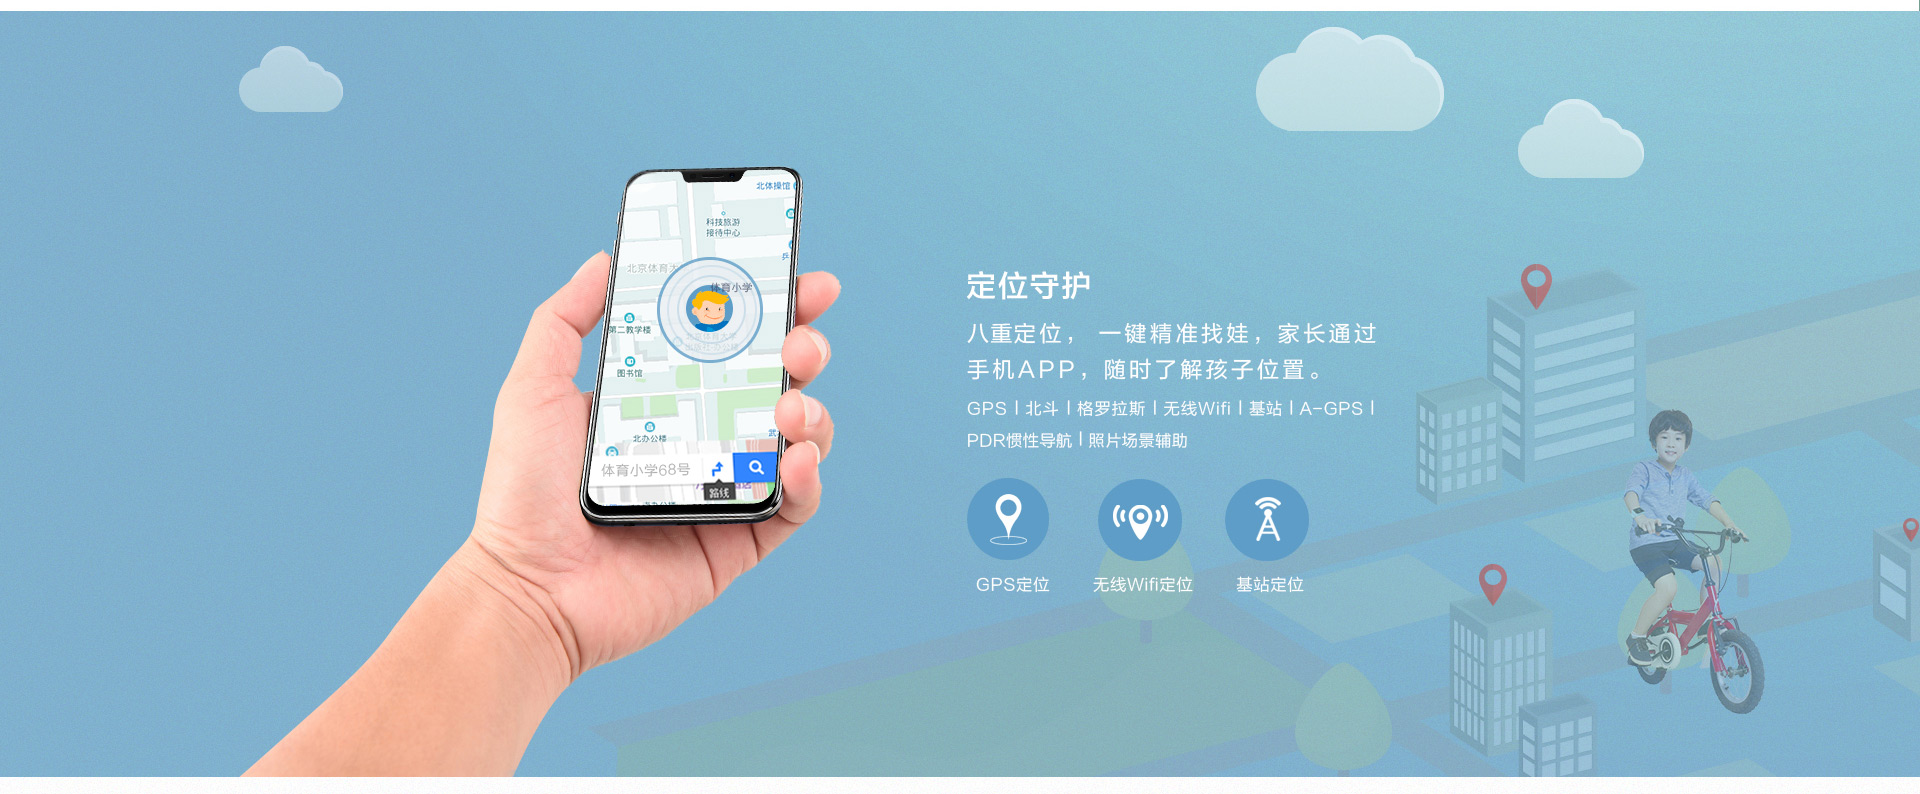 北体操馆
科技旅游
接待中心
乒
北京体育大
体育小学
第二教学楼
图书馆
北办公楼
武
体育小学68号
路线
定位守护
八重定位，一键精准找娃，家长通过
手机APP，随时了解孩子位置。
GPS | 北斗 | 格罗拉斯 | 无线Wifi | 基站 | A-GPS |
PDR惯性导航 | 照片场景辅助
GPS定位
无线Wifi定位
基站定位